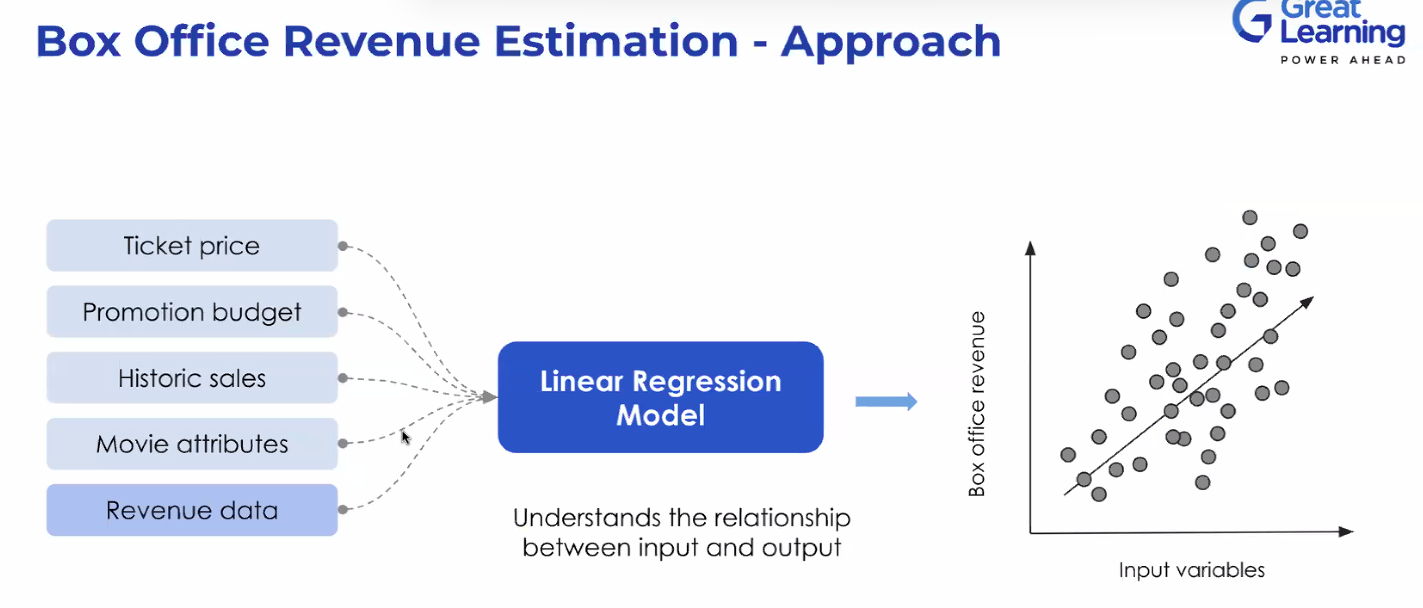 Box Office Revenue Estimation - Approach
Great
Learning
POWER AHEAD
Ticket price
Promotion budget
Historic sales
Movie attributes
Revenue data
Linear Regression
Model
Understands the relationship
between input and output
Box office revenue
Input variables